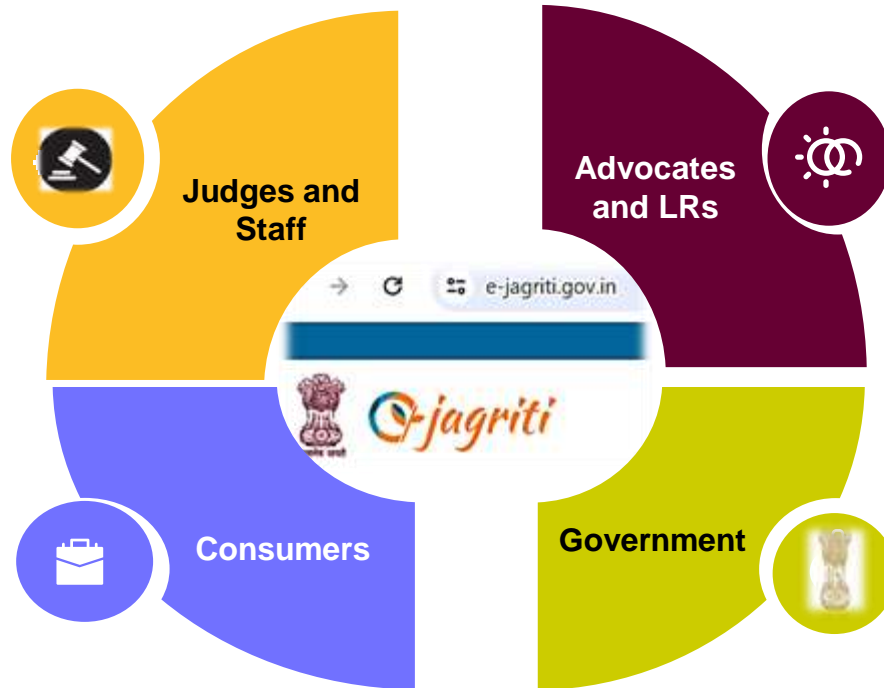 Judges and
Staff
Advocates
and LRs
e-jagriti.gov.in
e-jagriti
Consumers
Government